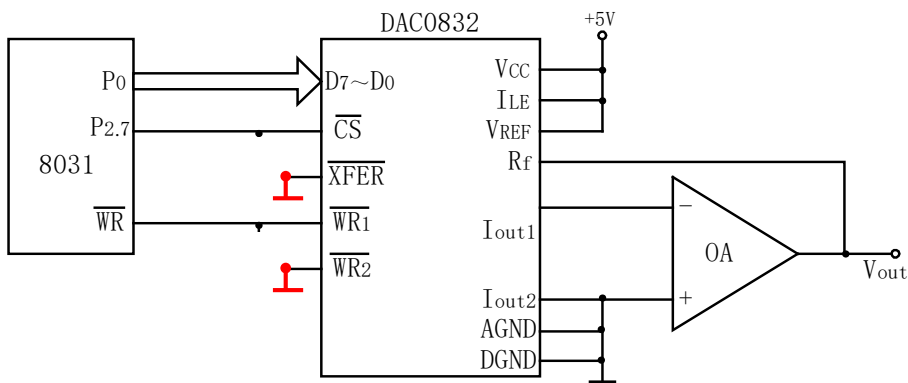 DAC0832
+5V
P0
D7~D0
VCC
ILE
P2.7
CS
VREF
8031
XFER
Rf
WR
WR1
Iout1
−
OA
Vout
WR2
Iout2
+
AGND
DGND